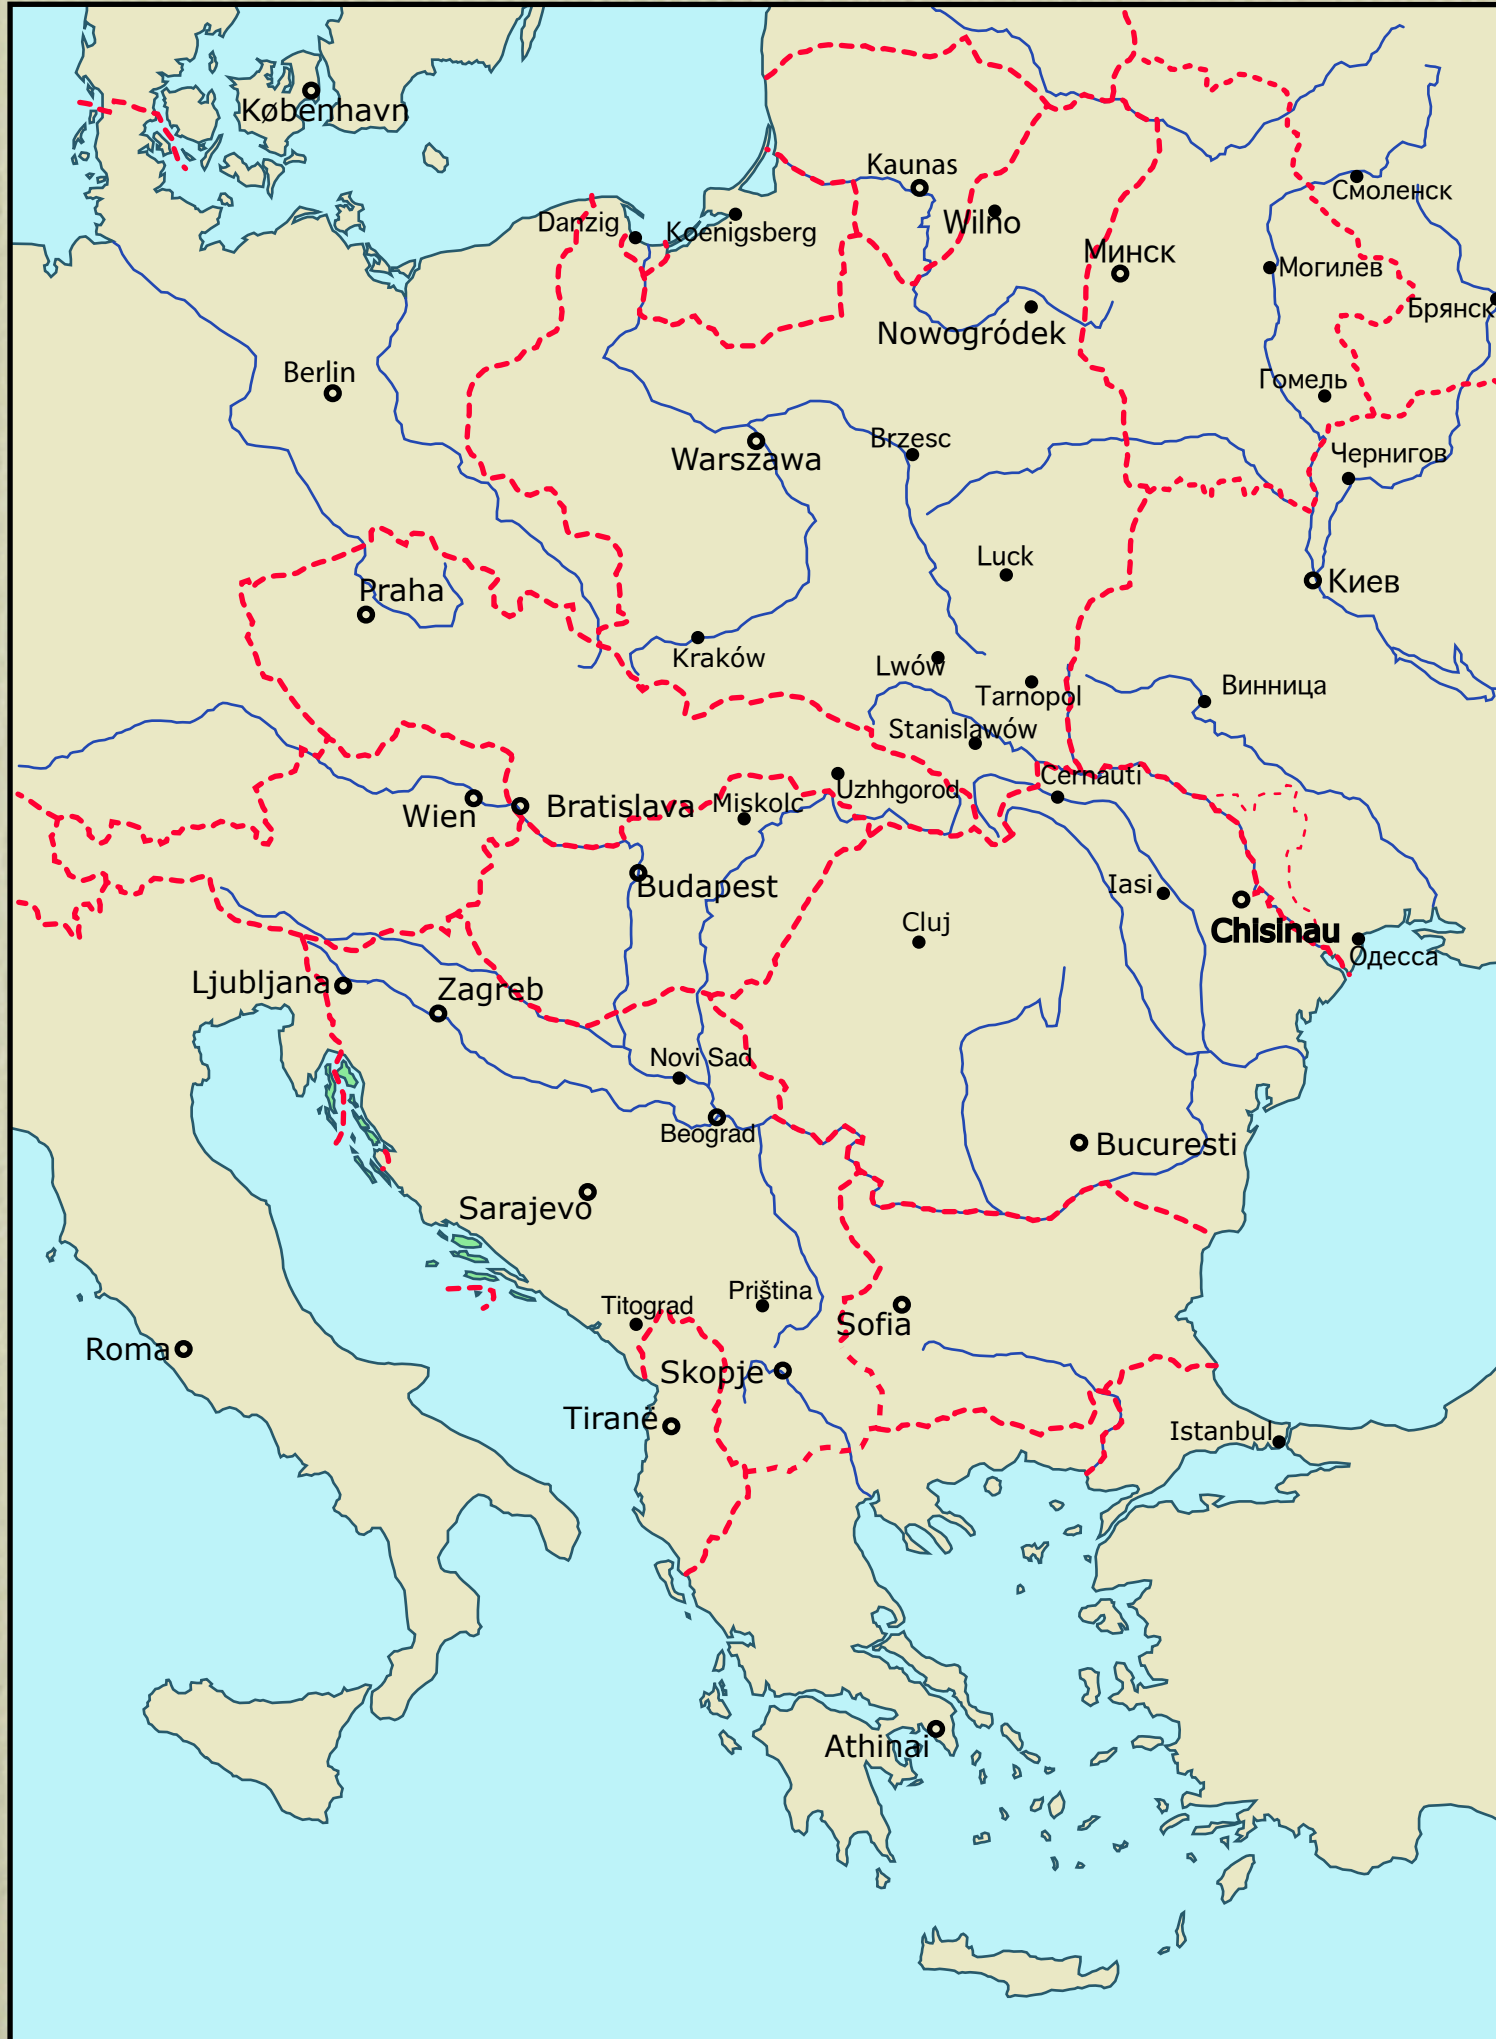 København
Kaunas
Смоленск
Danzig
Koenigsberg
Wilno
Минск
Могилев
Брянск
Nowogródek
Berlin
Гомель
Brzesc
Warszawa
Чернигов
Luck
Киев
Praha
Kraków
Lwów
Tarnopol
Винница
Stanislawów
Cernauti
Uzhhgorod
Wien
Bratislava
Miskolc
Budapest
Iasi
Cluj
Chisinau
Одесса
Ljubljana
Zagreb
Novi Sad
Beograd
Bucuresti
Sarajevo
Priština
Titograd
Sofia
Roma
Skopje
Tiranë
Istanbul
Athinai